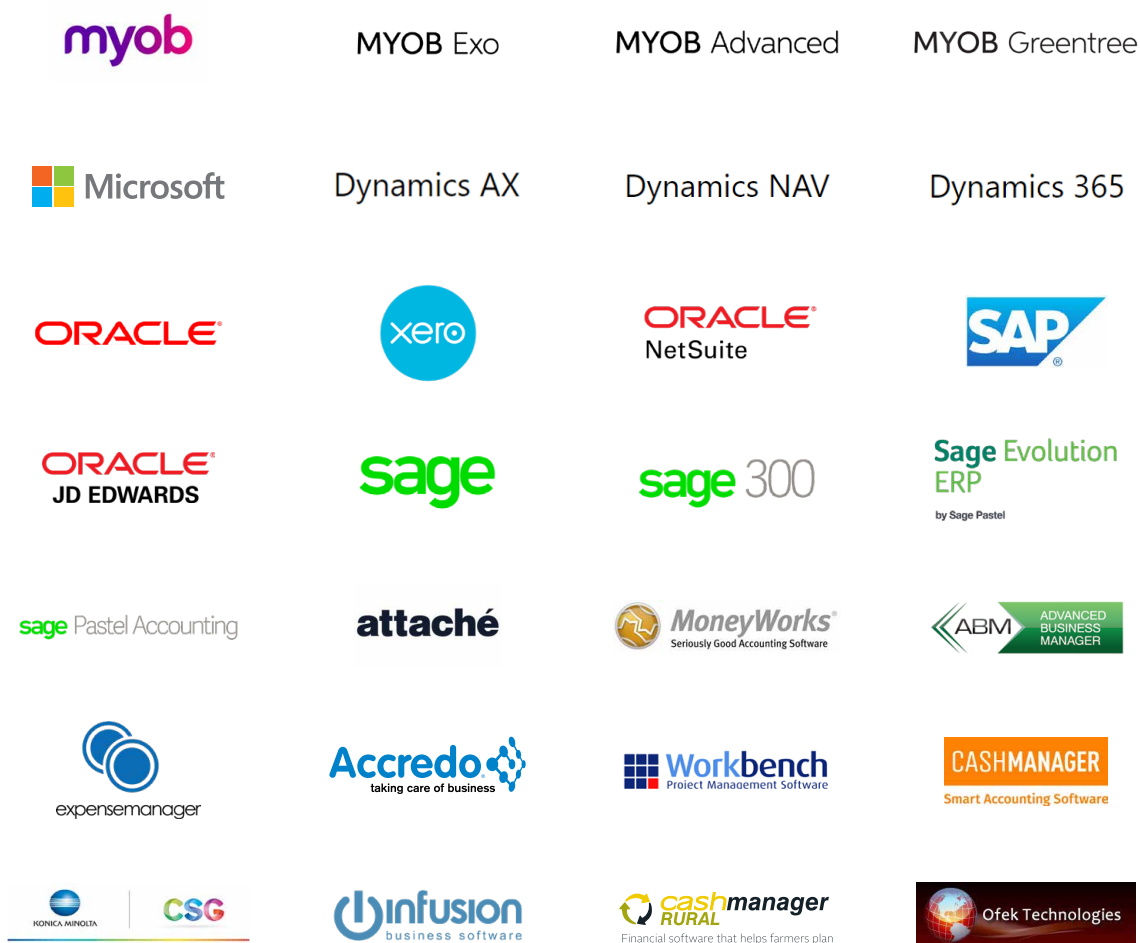 myob
MYOB Exo
MYOB Advanced
MYOB Greentree
Microsoft
Dynamics AX
Dynamics NAV
Dynamics 365
ORACLE®
xero
ORACLE®
NetSuite
SAP®
ORACLE®
JD EDWARDS
sage
sage 300
Sage Evolution
ERP
by Sage Pastel
sage Pastel Accounting
attaché
MoneyWorks®
Seriously Good Accounting Software
ABM
ADVANCED
BUSINESS
MANAGER
expensemanager
Accredo®
taking care of business
Workbench
Project Management Software
CASHMANAGER
Smart Accounting Software
KONICA MINOLTA
CSG
infusion
business software
cashmanager
RURAL
Financial software that helps farmers plan
Ofek Technologies